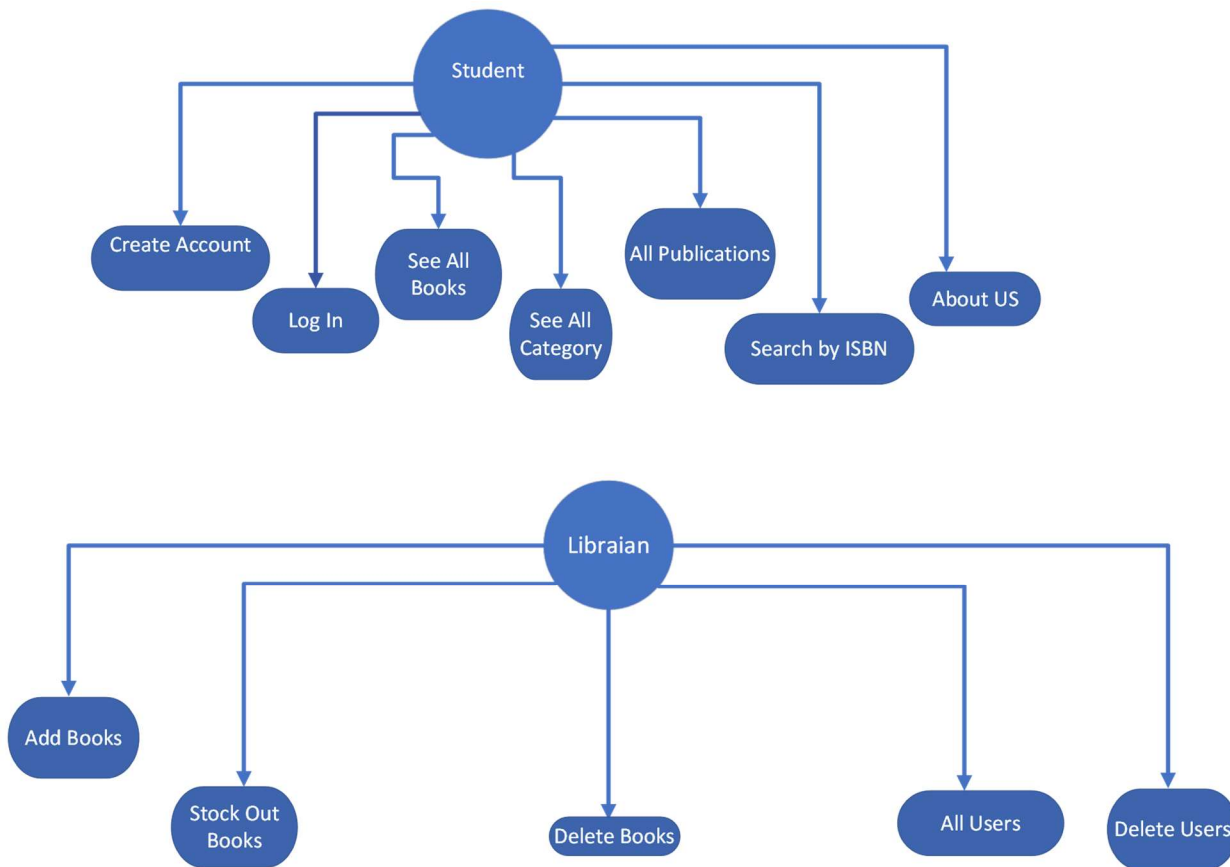 Student
Create Account
Log In
See All
Books
See All
Category
All Publications
Search by ISBN
About US
Libraian
Add Books
Stock Out
Books
Delete Books
All Users
Delete Users